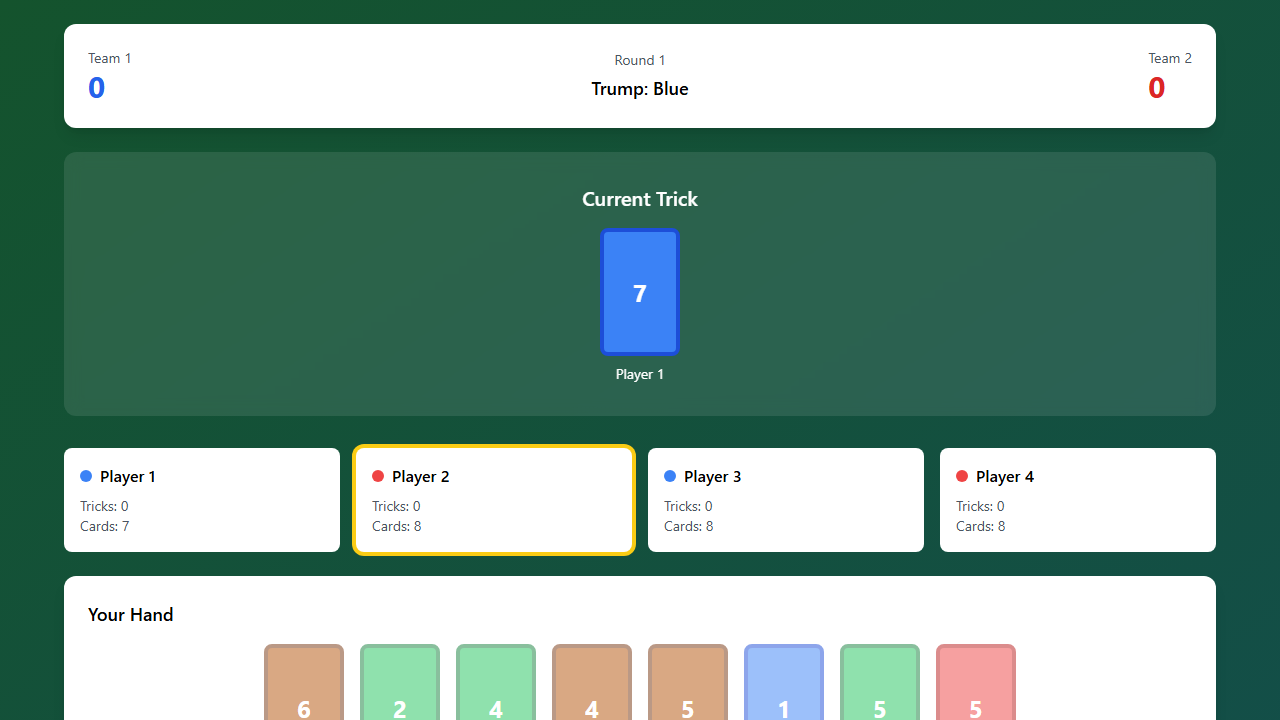 Team 1
0
Round 1
Trump: Blue
Team 2
0
Current Trick
7
Player 1
Player 1
Tricks: 0
Cards: 7
Player 2
Tricks: 0
Cards: 8
Player 3
Tricks: 0
Cards: 8
Player 4
Tricks: 0
Cards: 8
Your Hand
6 2 4 4 5 1 5 5